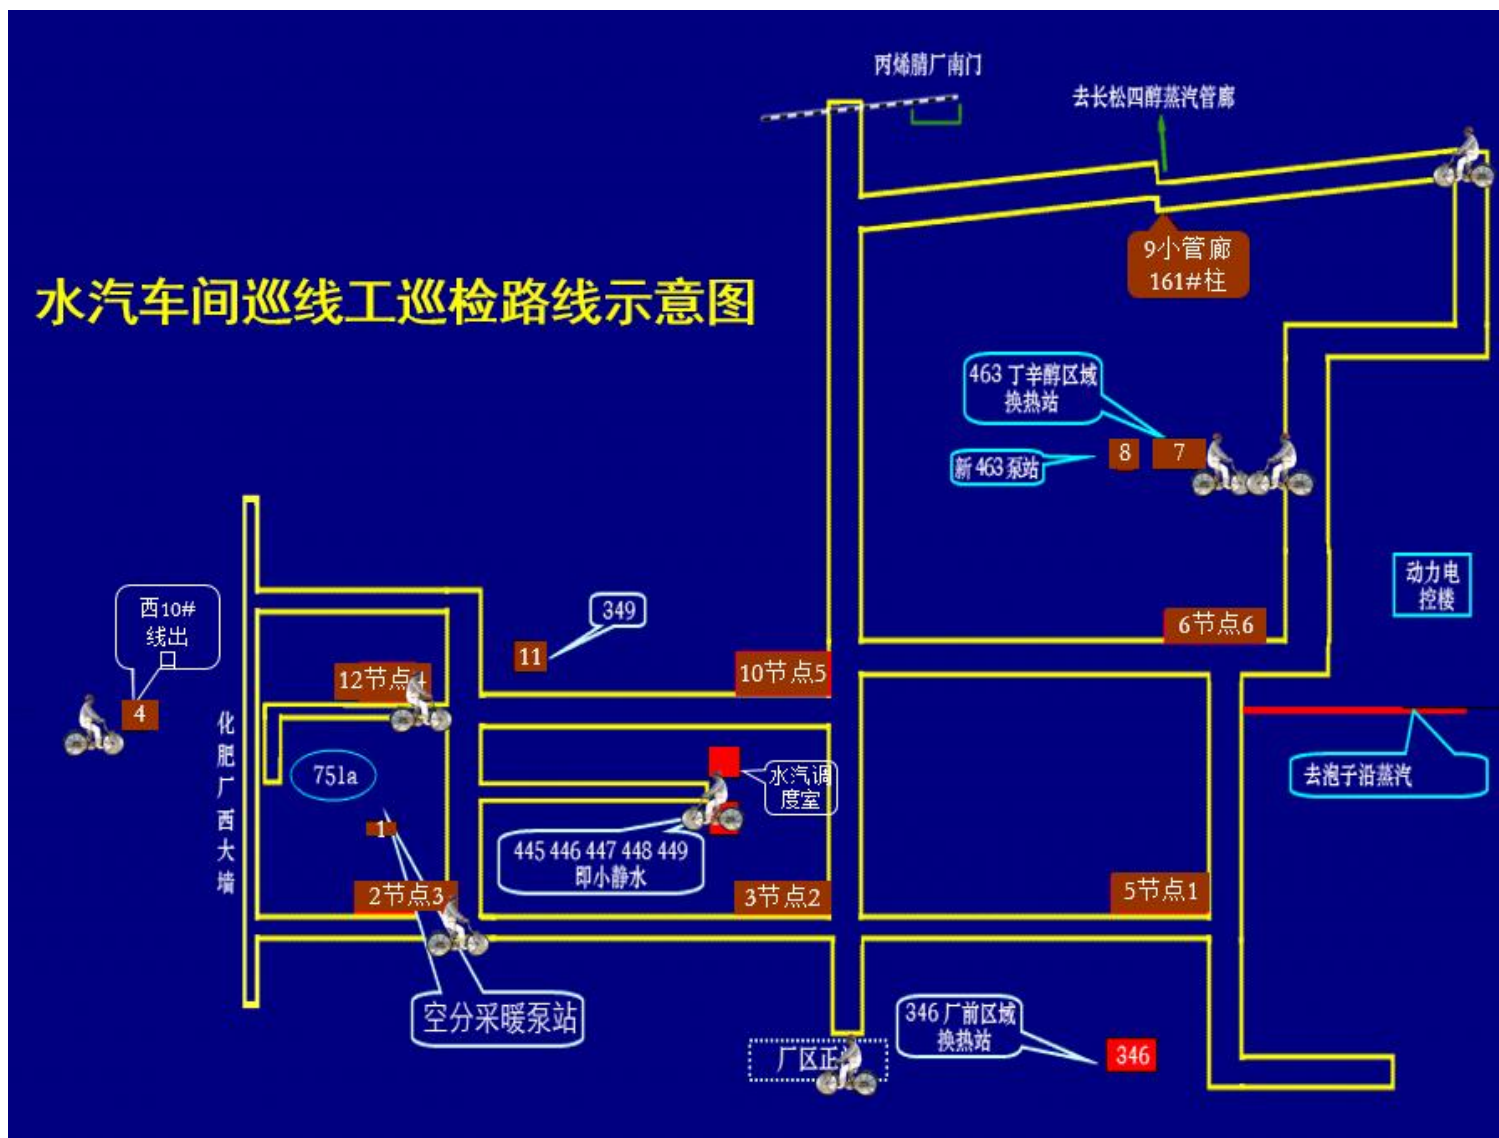 丙烯腈厂南门
去长松四醇蒸汽管廊
9小管廊
161#柱
水汽车间巡线工巡检路线示意图
463 丁辛醇区域
换热站
8
7
新 463 泵站
动力电
控楼
西10#
线出
口
349
11
6节点6
12节点4
10节点5
4
化
肥
厂
西
大
墙
751a
水汽调
度室
去泡子沿蒸汽
1
445 446 447 448 449
即小静水
2节点3
3节点2
5节点1
空分采暖泵站
346 厂前区域
换热站
346
厂区正